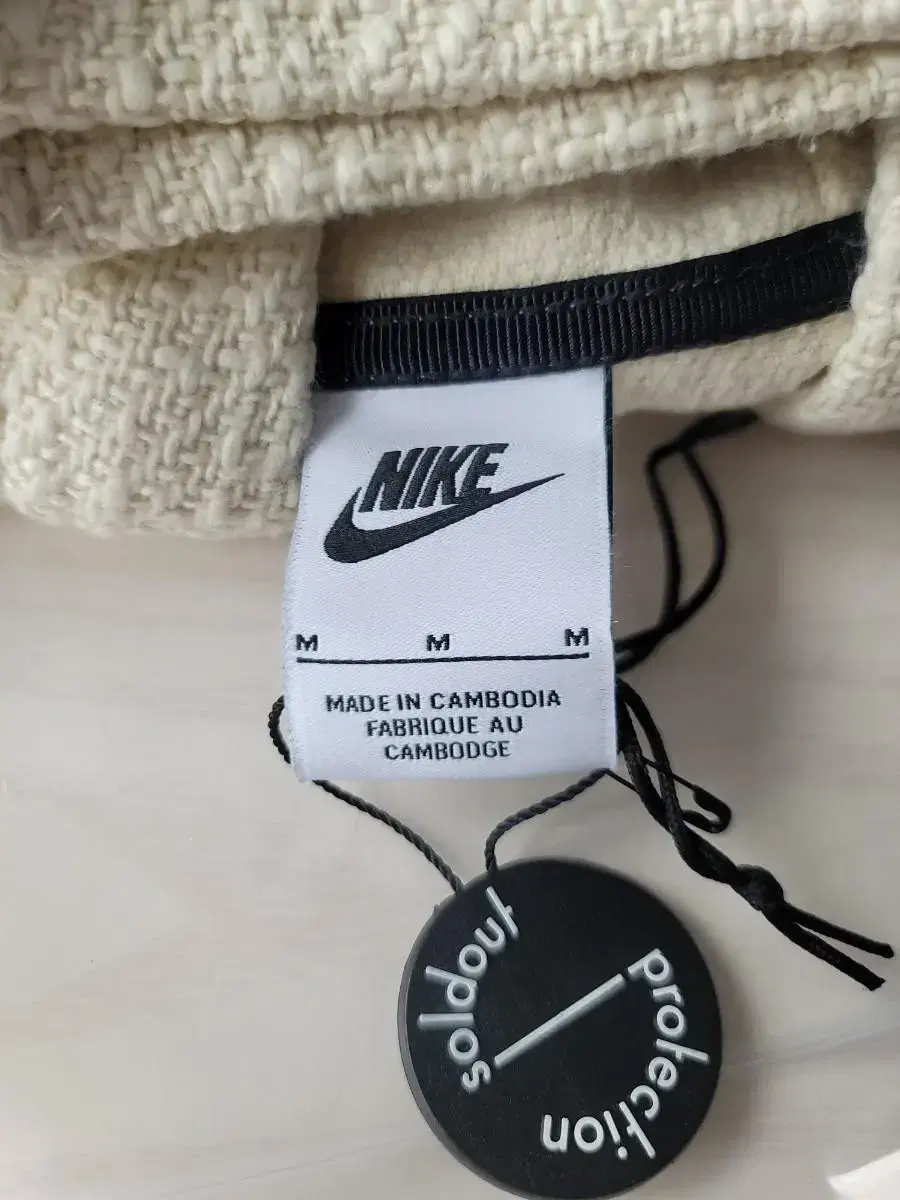 NIKE
M M M
MADE IN CAMBODIA
FABRIQUE AU
CAMBODGE
soldout
protection